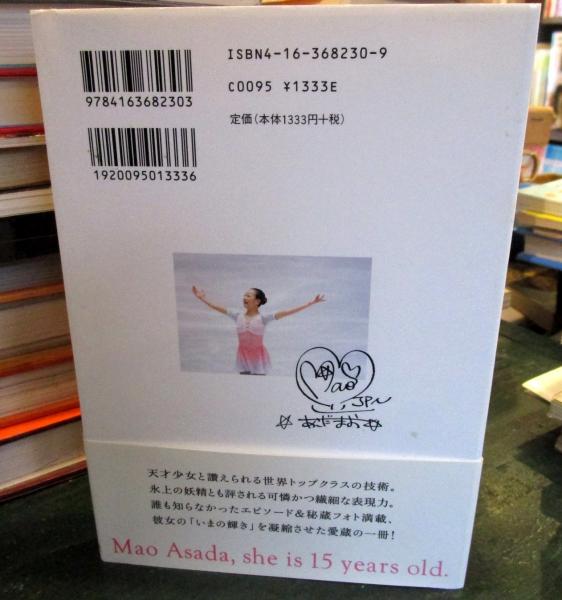 ISBN4-16-368230-9
9784163682303
C0095 ¥1333E
定価(本体1333円+税)
1920095013336
Mao
JPN
☆あさだまお☆
天才少女と讃えられる世界トップクラスの技術。
氷上の妖精とも評される可憐かつ繊細な表現力。
誰も知らなかったエピソード&秘蔵フォト満載、
彼女の「いまの輝き」を凝縮させた愛蔵の一冊!
Mao Asada, she is 15 years old.